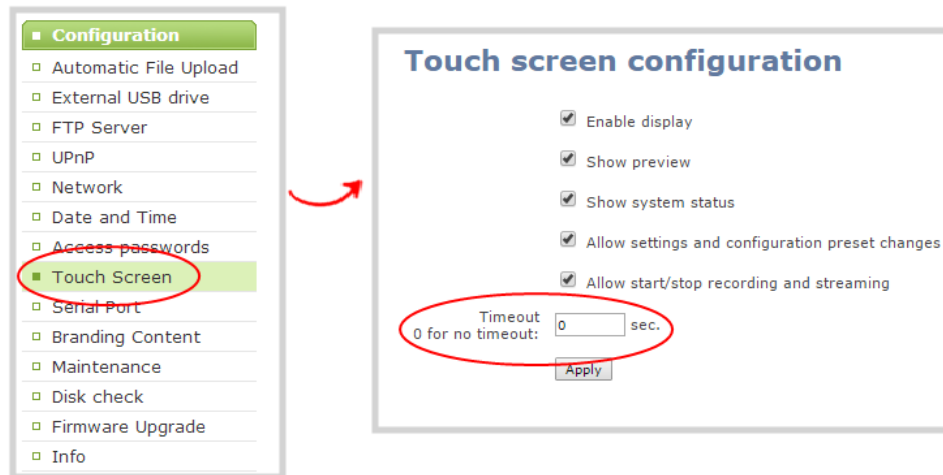 Configuration
Automatic File Upload
External USB drive
FTP Server
UPnP
Network
Date and Time
Access passwords
Touch Screen
Serial Port
Branding Content
Maintenance
Disk check
Firmware Upgrade
Info
Touch screen configuration
Enable display
Show preview
Show system status
Allow settings and configuration preset changes
Allow start/stop recording and streaming
Timeout
0 for no timeout: 0 sec.
Apply